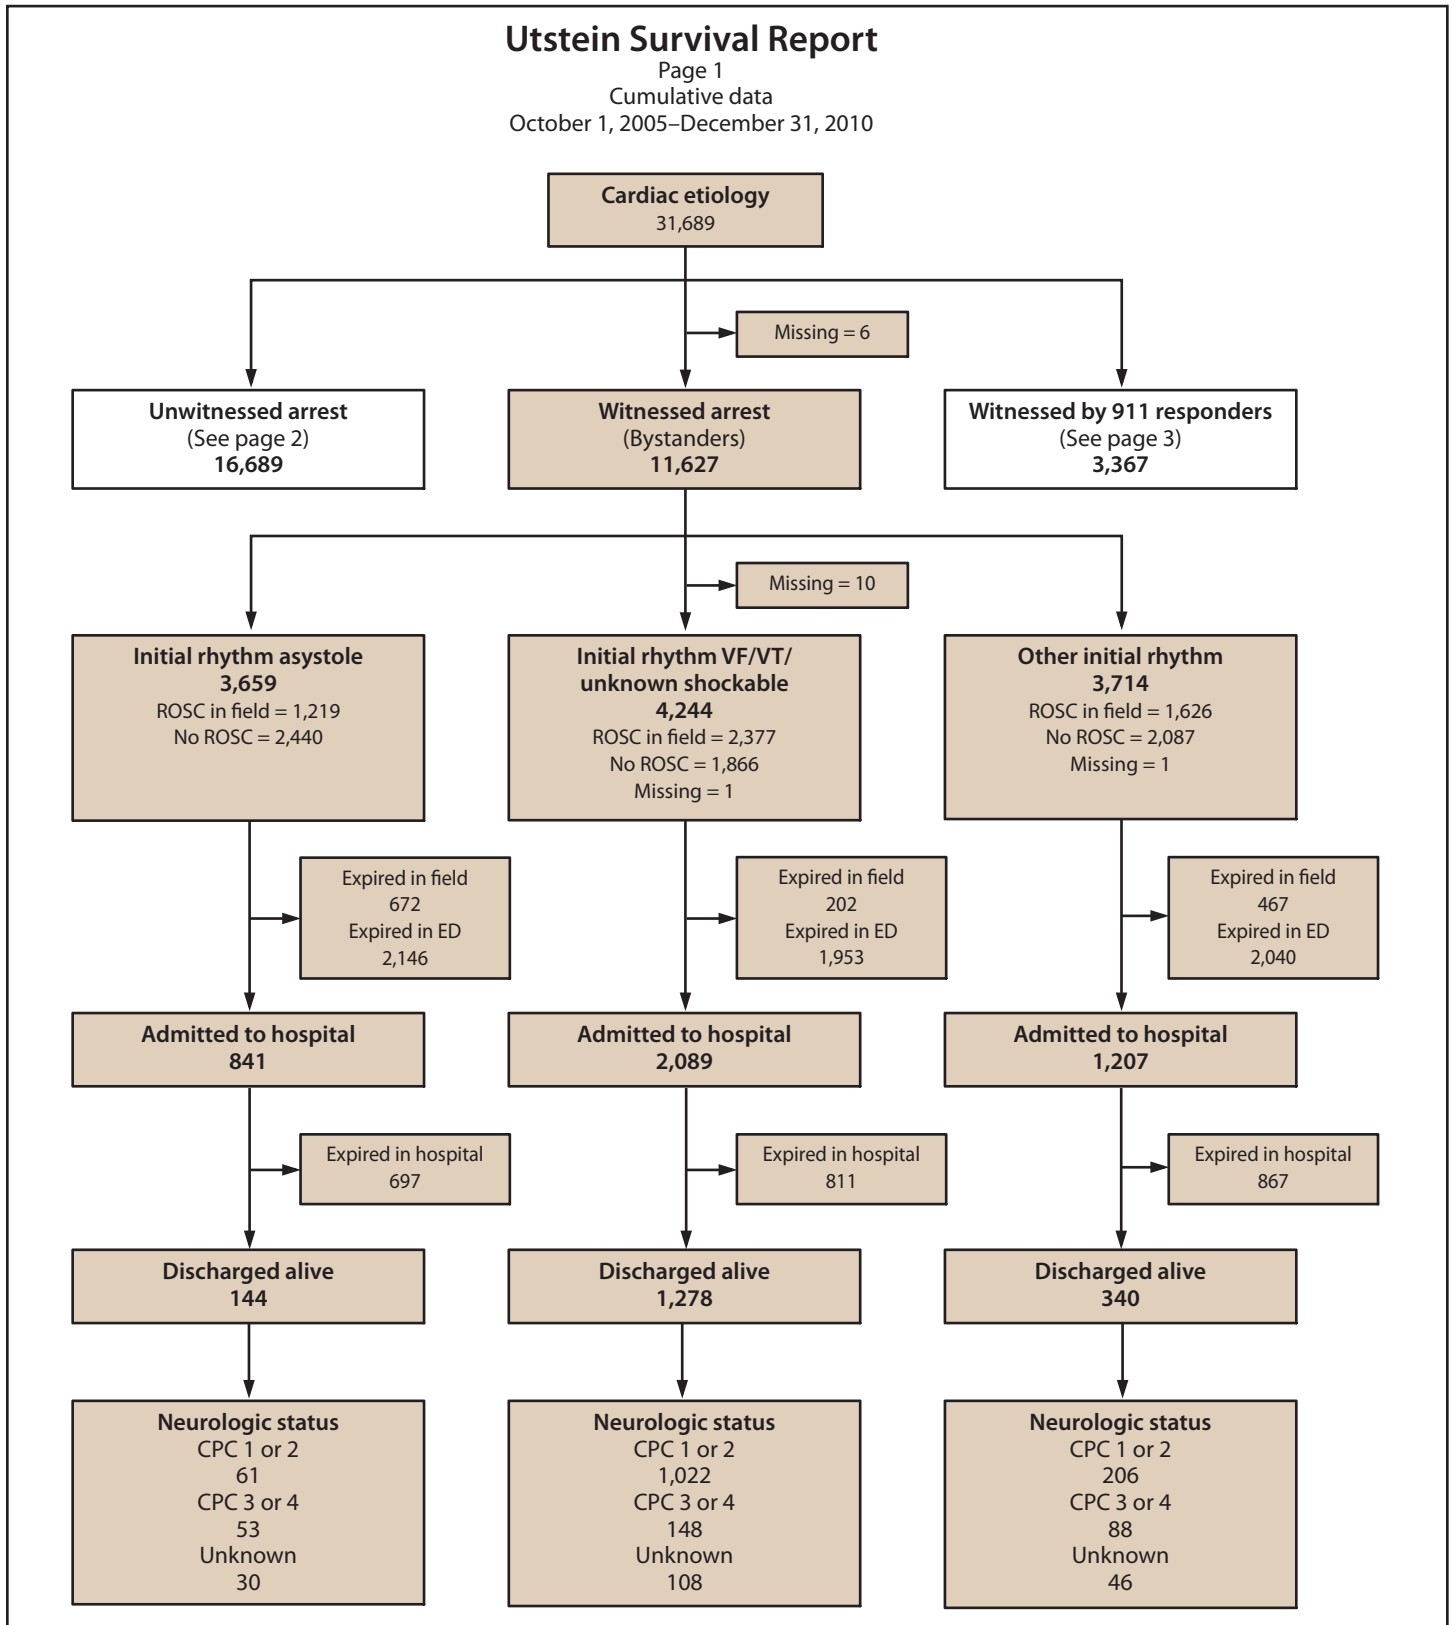 Utstein Survival Report
Page 1
Cumulative data
October 1, 2005–December 31, 2010
Cardiac etiology
31,689
Missing = 6
Unwitnessed arrest
(See page 2)
16,689
Witnessed arrest
(Bystanders)
11,627
Witnessed by 911 responders
(See page 3)
3,367
Missing = 10
Initial rhythm asystole
3,659
ROSC in field = 1,219
No ROSC = 2,440
Initial rhythm VF/VT/
unknown shockable
4,244
ROSC in field = 2,377
No ROSC = 1,866
Missing = 1
Other initial rhythm
3,714
ROSC in field = 1,626
No ROSC = 2,087
Missing = 1
Expired in field
672
Expired in ED
2,146
Expired in field
202
Expired in ED
1,953
Expired in field
467
Expired in ED
2,040
Admitted to hospital
841
Admitted to hospital
2,089
Admitted to hospital
1,207
Expired in hospital
697
Expired in hospital
811
Expired in hospital
867
Discharged alive
144
Discharged alive
1,278
Discharged alive
340
Neurologic status
CPC 1 or 2
61
CPC 3 or 4
53
Unknown
30
Neurologic status
CPC 1 or 2
1,022
CPC 3 or 4
148
Unknown
108
Neurologic status
CPC 1 or 2
206
CPC 3 or 4
88
Unknown
46